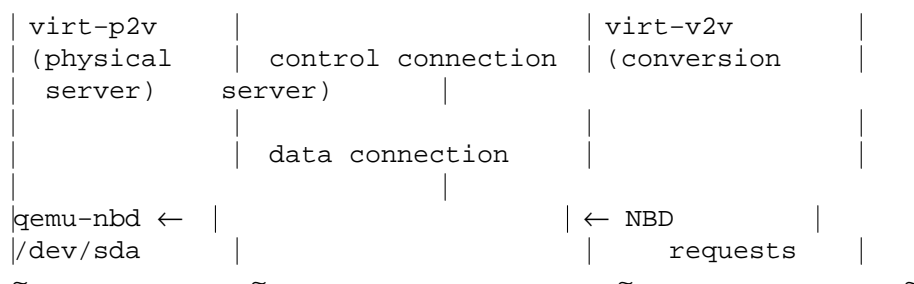 virt-p2v virt-v2v
(physical control connection (conversion
server) server)
data connection
qemu-nbd ← ← NBD
/dev/sda requests
~ ~ ~ ~